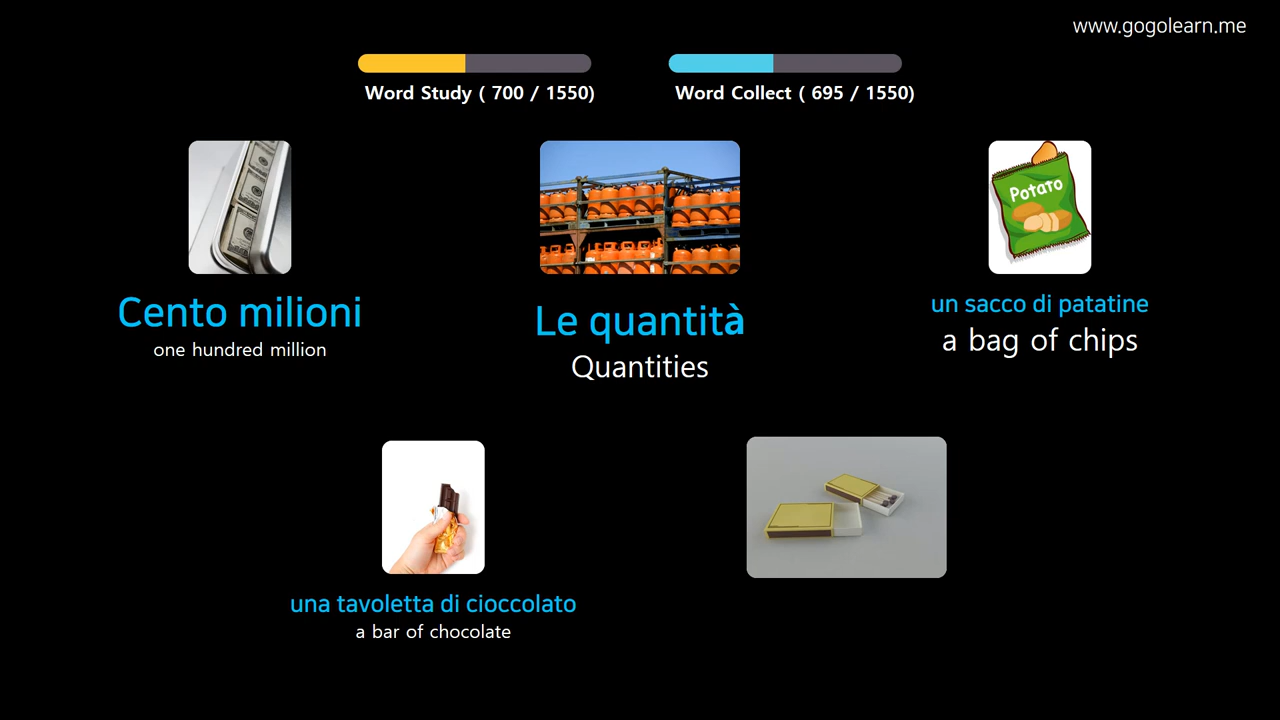 www.gogolearn.me
Word Study ( 700 / 1550)
Word Collect ( 695 / 1550)
Potato
Cento milioni
one hundred million
Le quantità
Quantities
un sacco di patatine
a bag of chips
una tavoletta di cioccolato
a bar of chocolate